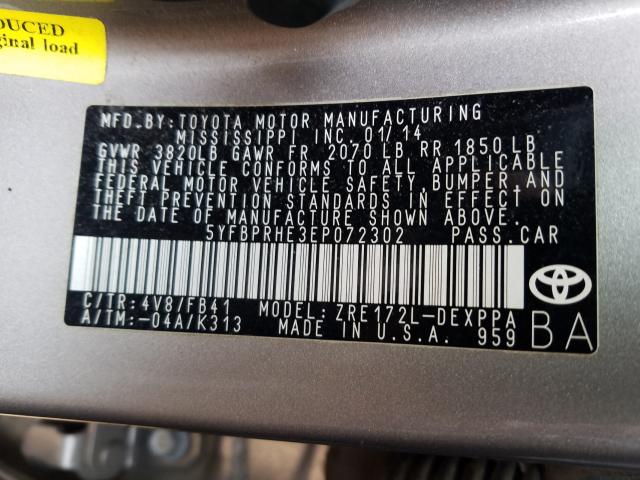 DUCED
ginal load
MFD. BY: TOYOTA MOTOR MANUFACTURING
MISSISSIPPI INC 01/14
GVWR 3820LB GAWR FR 2070 LB RR 1850 LB
THIS VEHICLE CONFORMS TO ALL APPLICABLE
FEDERAL MOTOR VEHICLE SAFETY, BUMPER, AND
THEFT PREVENTION STANDARDS IN EFFECT ON
THE DATE OF MANUFACTURE SHOWN ABOVE.
5YFBPRHE3EP072302 PASS. CAR
C/TR: 4V8/FB41 MODEL: ZRE172L-DEXPPA
A/TM: -04A/K313 MADE IN U.S.A. 959
BA